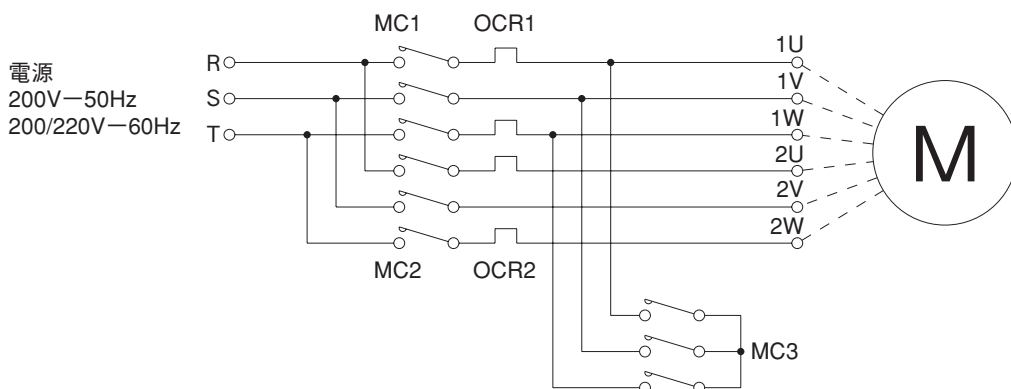 MC1 OCR1
電源
200V－50Hz
200/220V－60Hz
R
S
T
1U
1V
1W
2U
2V
2W
M
MC2 OCR2
MC3